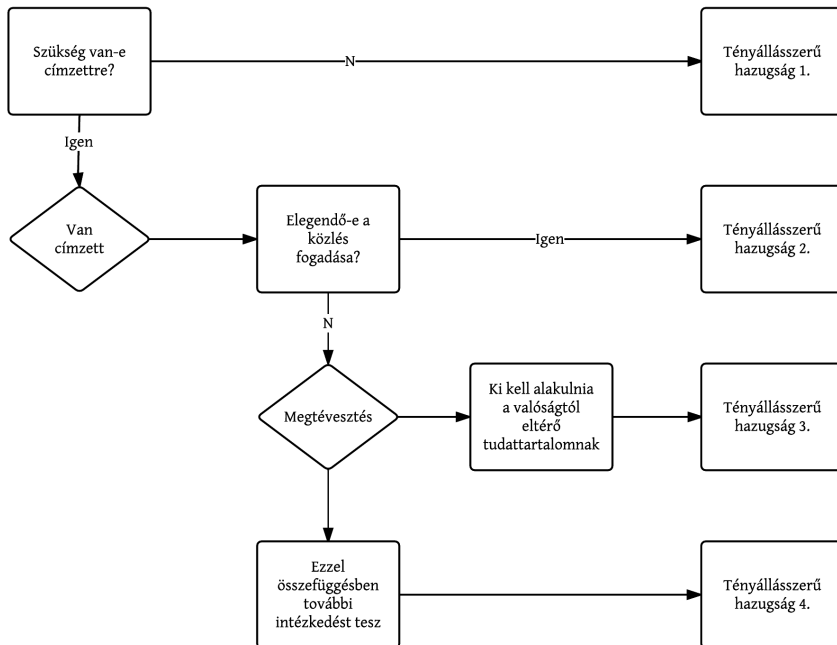 Szükség van-e
címzettre?
N
Tényállásszerű
hazugság 1.
Igen
Van
címzett
Elegendő-e a
közlés
fogadása?
Igen
Tényállásszerű
hazugság 2.
N
Megtévesztés
Ki kell alakulnia
a valóságtól
eltérő
tudattartalomnak
Tényállásszerű
hazugság 3.
Ezzel
összefüggésben
további
intézkedést tesz
Tényállásszerű
hazugság 4.